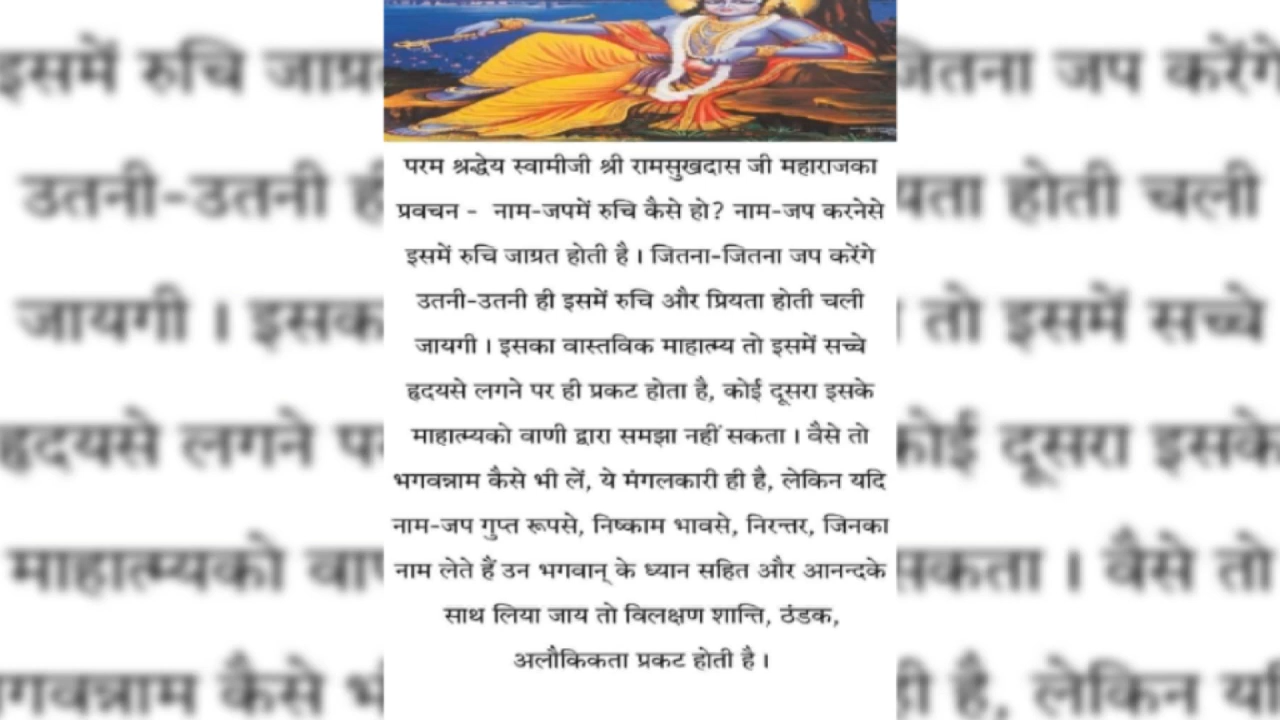 परम श्रद्धेय स्वामीजी श्री रामसुखदास जी महाराजका
प्रवचन - नाम-जपमें रुचि कैसे हो? नाम-जप करनेसे
इसमें रुचि जाग्रत होती है । जितना-जितना जप करेंगे
उतनी-उतनी ही इसमें रुचि और प्रियता होती चली
जायगी । इसका वास्तविक माहात्म्य तो इसमें सच्चे
हृदयसे लगने पर ही प्रकट होता है, कोई दूसरा इसके
माहात्म्यको वाणी द्वारा समझा नहीं सकता । वैसे तो
भगवन्नाम कैसे भी लें, ये मंगलकारी ही है, लेकिन यदि
नाम-जप गुप्त रूपसे, निष्काम भावसे, निरन्तर, जिनका
नाम लेते हैं उन भगवान् के ध्यान सहित और आनन्दके
साथ लिया जाय तो विलक्षण शान्ति, ठंडक,
अलौकिकता प्रकट होती है ।